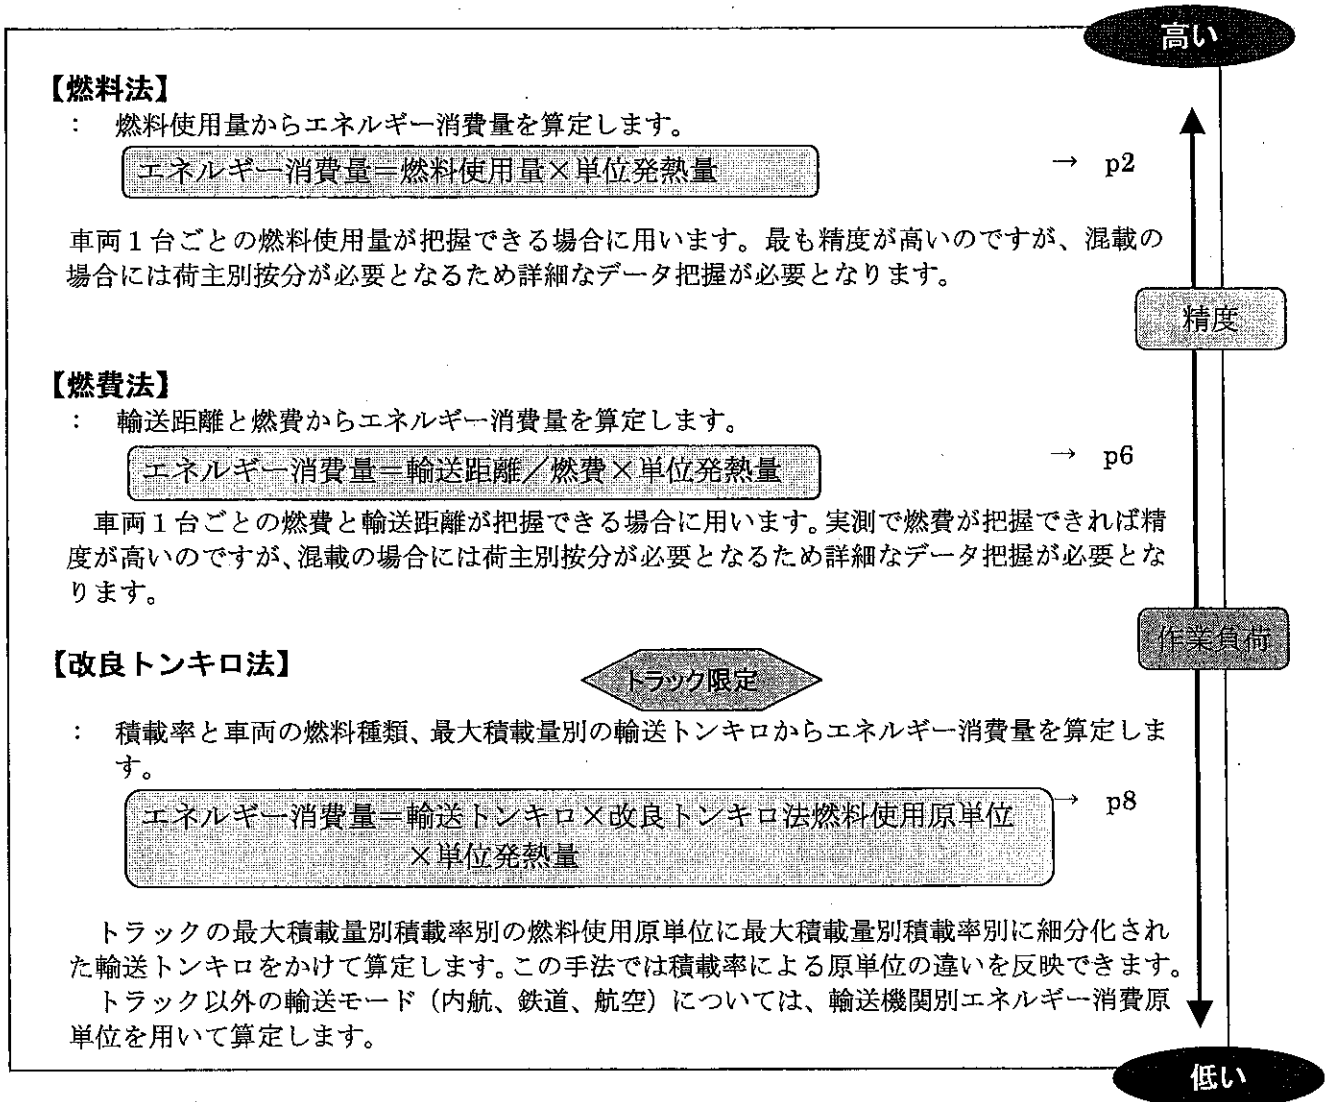 高い
【燃料法】
： 燃料使用量からエネルギー消費量を算定します。
エネルギー消費量＝燃料使用量×単位発熱量
→ p2
車両１台ごとの燃料使用量が把握できる場合に用います。最も精度が高いのですが、混載の
場合には荷主別按分が必要となるため詳細なデータ把握が必要となります。
精度
【燃費法】
： 輸送距離と燃費からエネルギー消費量を算定します。
エネルギー消費量＝輸送距離／燃費×単位発熱量
→ p6
車両１台ごとの燃費と輸送距離が把握できる場合に用います。実測で燃費が把握できれば精
度が高いのですが、混載の場合には荷主別按分が必要となるため詳細なデータ把握が必要とな
ります。
作業負荷
【改良トンキロ法】
トラック限定
： 積載率と車両の燃料種類、最大積載量別の輸送トンキロからエネルギー消費量を算定しま
す。
エネルギー消費量＝輸送トンキロ×改良トンキロ法燃料使用原単位
×単位発熱量
→ p8
トラックの最大積載量別積載率別の燃料使用原単位に最大積載量別積載率別に細分化され
た輸送トンキロをかけて算定します。この手法では積載率による原単位の違いを反映できます。
トラック以外の輸送モード（内航、鉄道、航空）については、輸送機関別エネルギー消費原
単位を用いて算定します。
低い